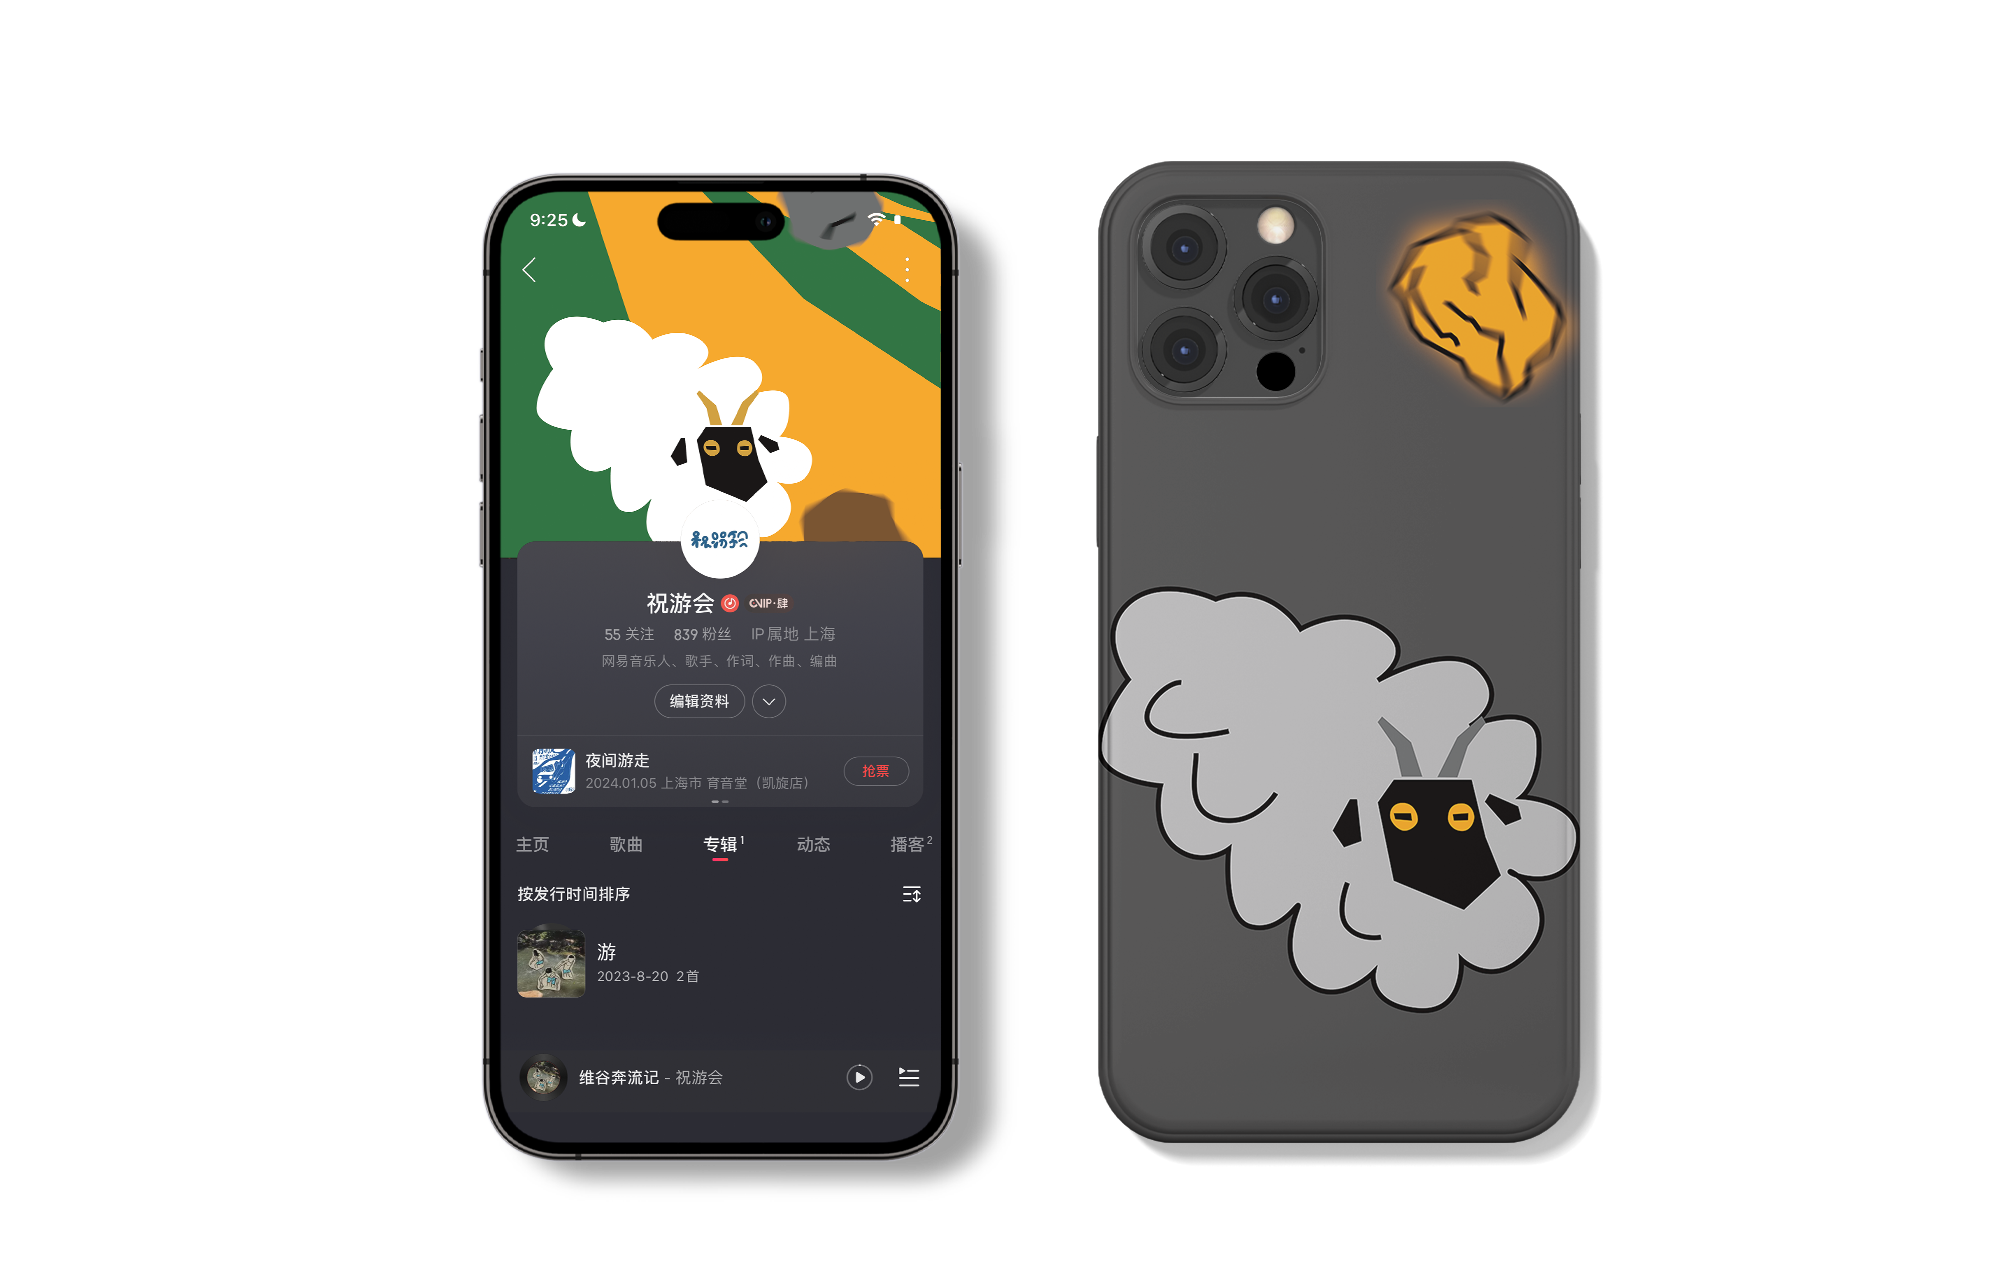 9:25
祝游会
祝游会 CVIP·肆
55 关注 839 粉丝 IP属地 上海
网易音乐人、歌手、作词、作曲、编曲
编辑资料
夜间游走
2024.01.05 上海市 育音堂（凯旋店）
抢票
主页 歌曲 专辑1 动态 播客2
按发行时间排序
游
2023-8-20 2首
维谷奔流记 - 祝游会